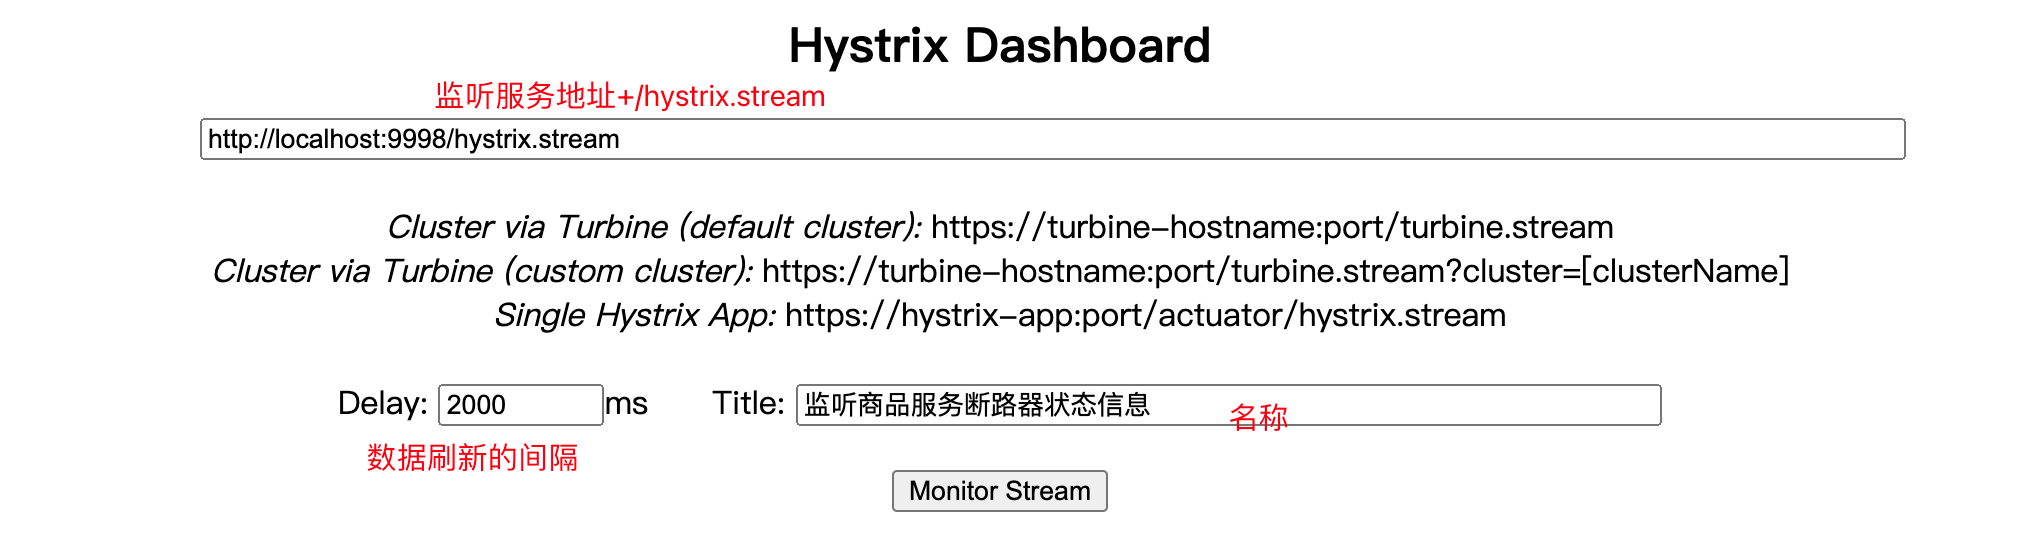 Hystrix Dashboard
监听服务地址+/hystrix.stream
http://localhost:9998/hystrix.stream
Cluster via Turbine (default cluster): https://turbine-hostname:port/turbine.stream
Cluster via Turbine (custom cluster): https://turbine-hostname:port/turbine.stream?cluster=[clusterName]
Single Hystrix App: https://hystrix-app:port/actuator/hystrix.stream
Delay: 2000 ms Title: 监听商品服务断路器状态信息 名称
数据刷新的间隔
Monitor Stream